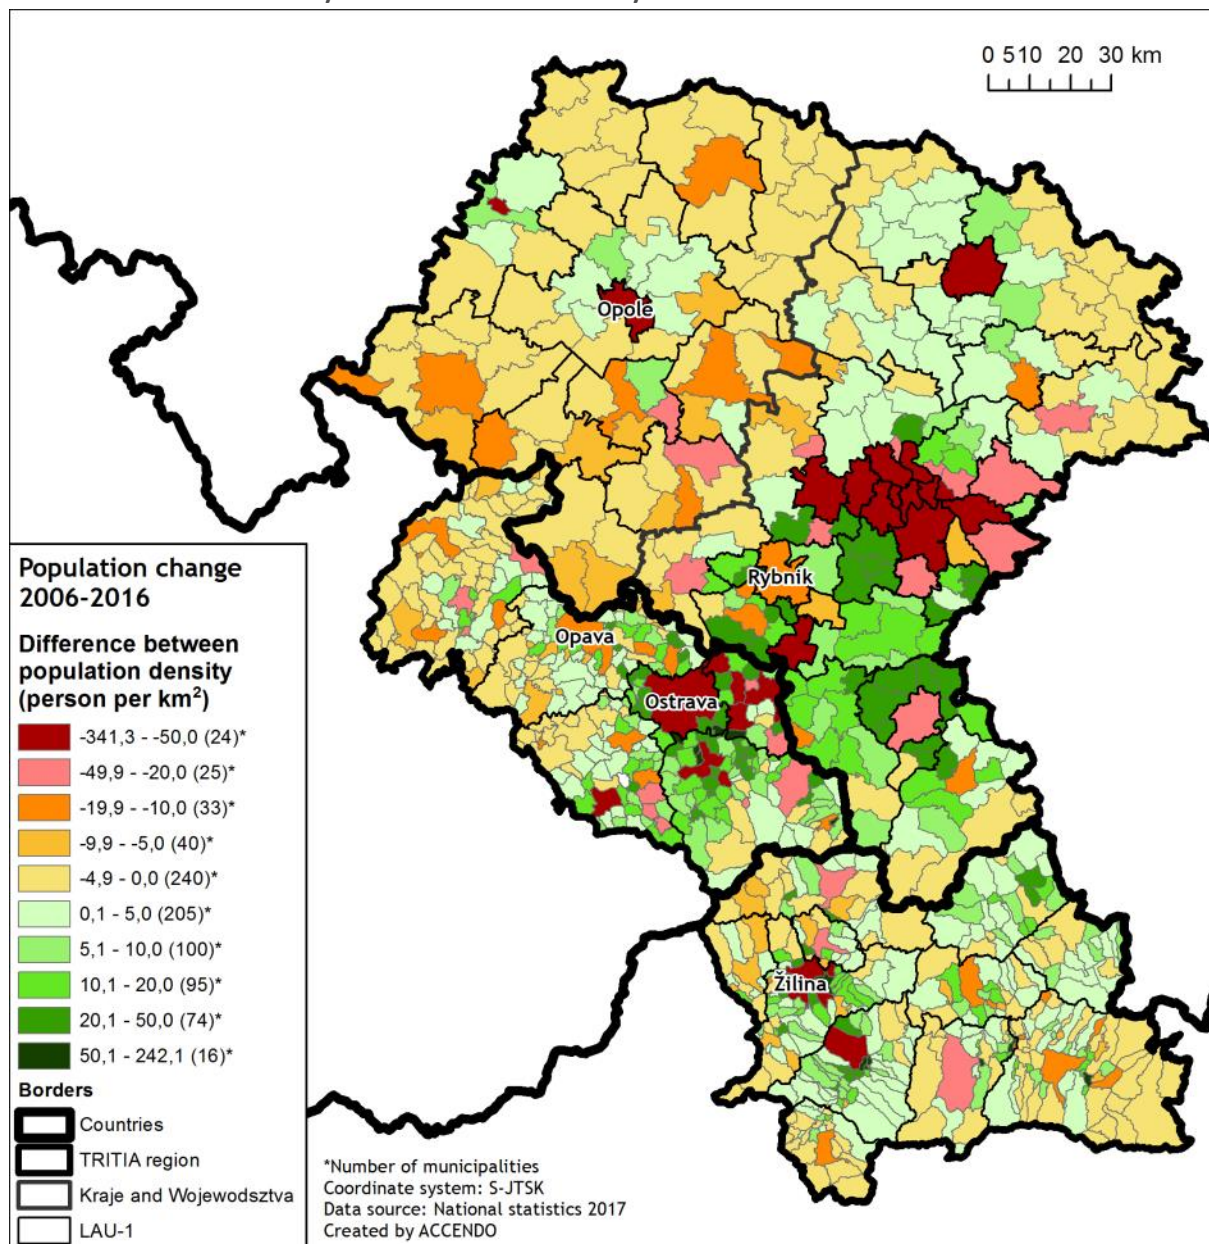 0 510 20 30 km
Opole
Rybnik
Opava
Ostrava
Žilina
Population change
2006-2016
Difference between
population density
(person per km²)
-341,3 - -50,0 (24)*
-49,9 - -20,0 (25)*
-19,9 - -10,0 (33)*
-9,9 - -5,0 (40)*
-4,9 - 0,0 (240)*
0,1 - 5,0 (205)*
5,1 - 10,0 (100)*
10,1 - 20,0 (95)*
20,1 - 50,0 (74)*
50,1 - 242,1 (16)*
Borders
Countries
TRITIA region
Kraje and Wojewodsztva
LAU-1
*Number of municipalities
Coordinate system: S-JTSK
Data source: National statistics 2017
Created by ACCENDO